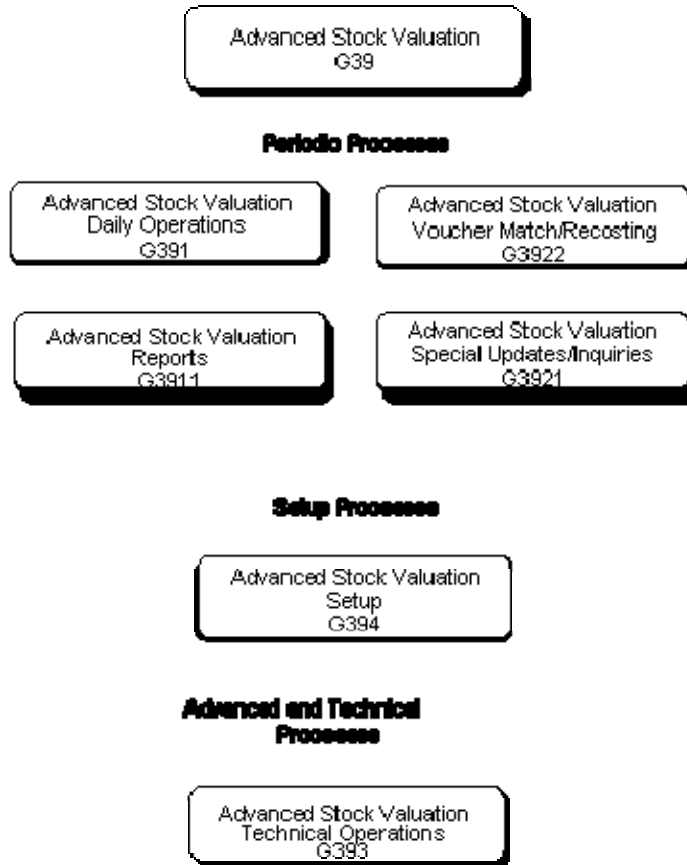 Advanced Stock Valuation
G39
Periodic Processes
Advanced Stock Valuation
Daily Operations
G391
Advanced Stock Valuation
Voucher Match/Recosting
G3922
Advanced Stock Valuation
Reports
G3911
Advanced Stock Valuation
Special Updates/Inquiries
G3921
Setup Processes
Advanced Stock Valuation
Setup
G394
Advanced and Technical
Processes
Advanced Stock Valuation
Technical Operations
G393